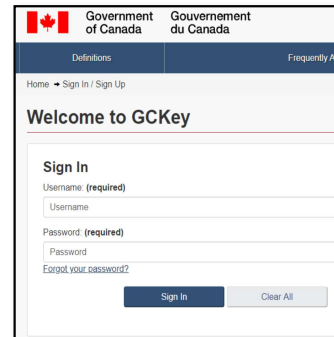 Government of Canada Gouvernement du Canada
Definitions Frequently A
Home → Sign In / Sign Up
Welcome to GCKey
Sign In
Username: (required)
Username
Password: (required)
Password
Forgot your password?
Sign In Clear All